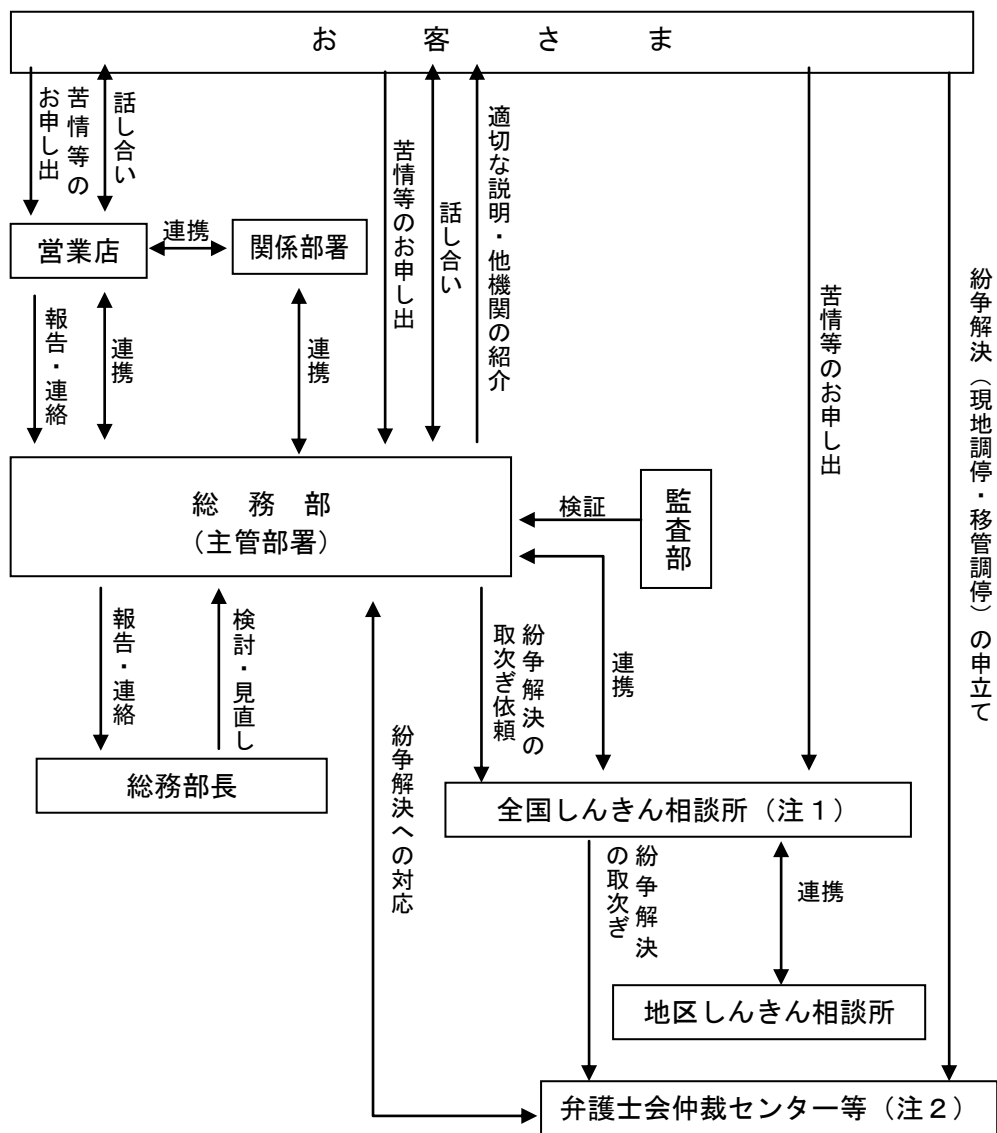 お客さま
苦情等の
お申し出
話し合い
苦情等のお申し出
話し合い
適切な説明・他機関の紹介
苦情等のお申し出
紛争解決（現地調停・移管調停）の申立て
営業店
連携
関係部署
報告・連絡
連携
連携
総務部
（主管部署）
検証
監査部
報告・連絡
検討・見直し
紛争解決の
取次ぎ依頼
連携
総務部長
紛争解決への対応
全国しんきん相談所（注１）
紛争解決
の取次ぎ
連携
地区しんきん相談所
弁護士会仲裁センター等（注２）